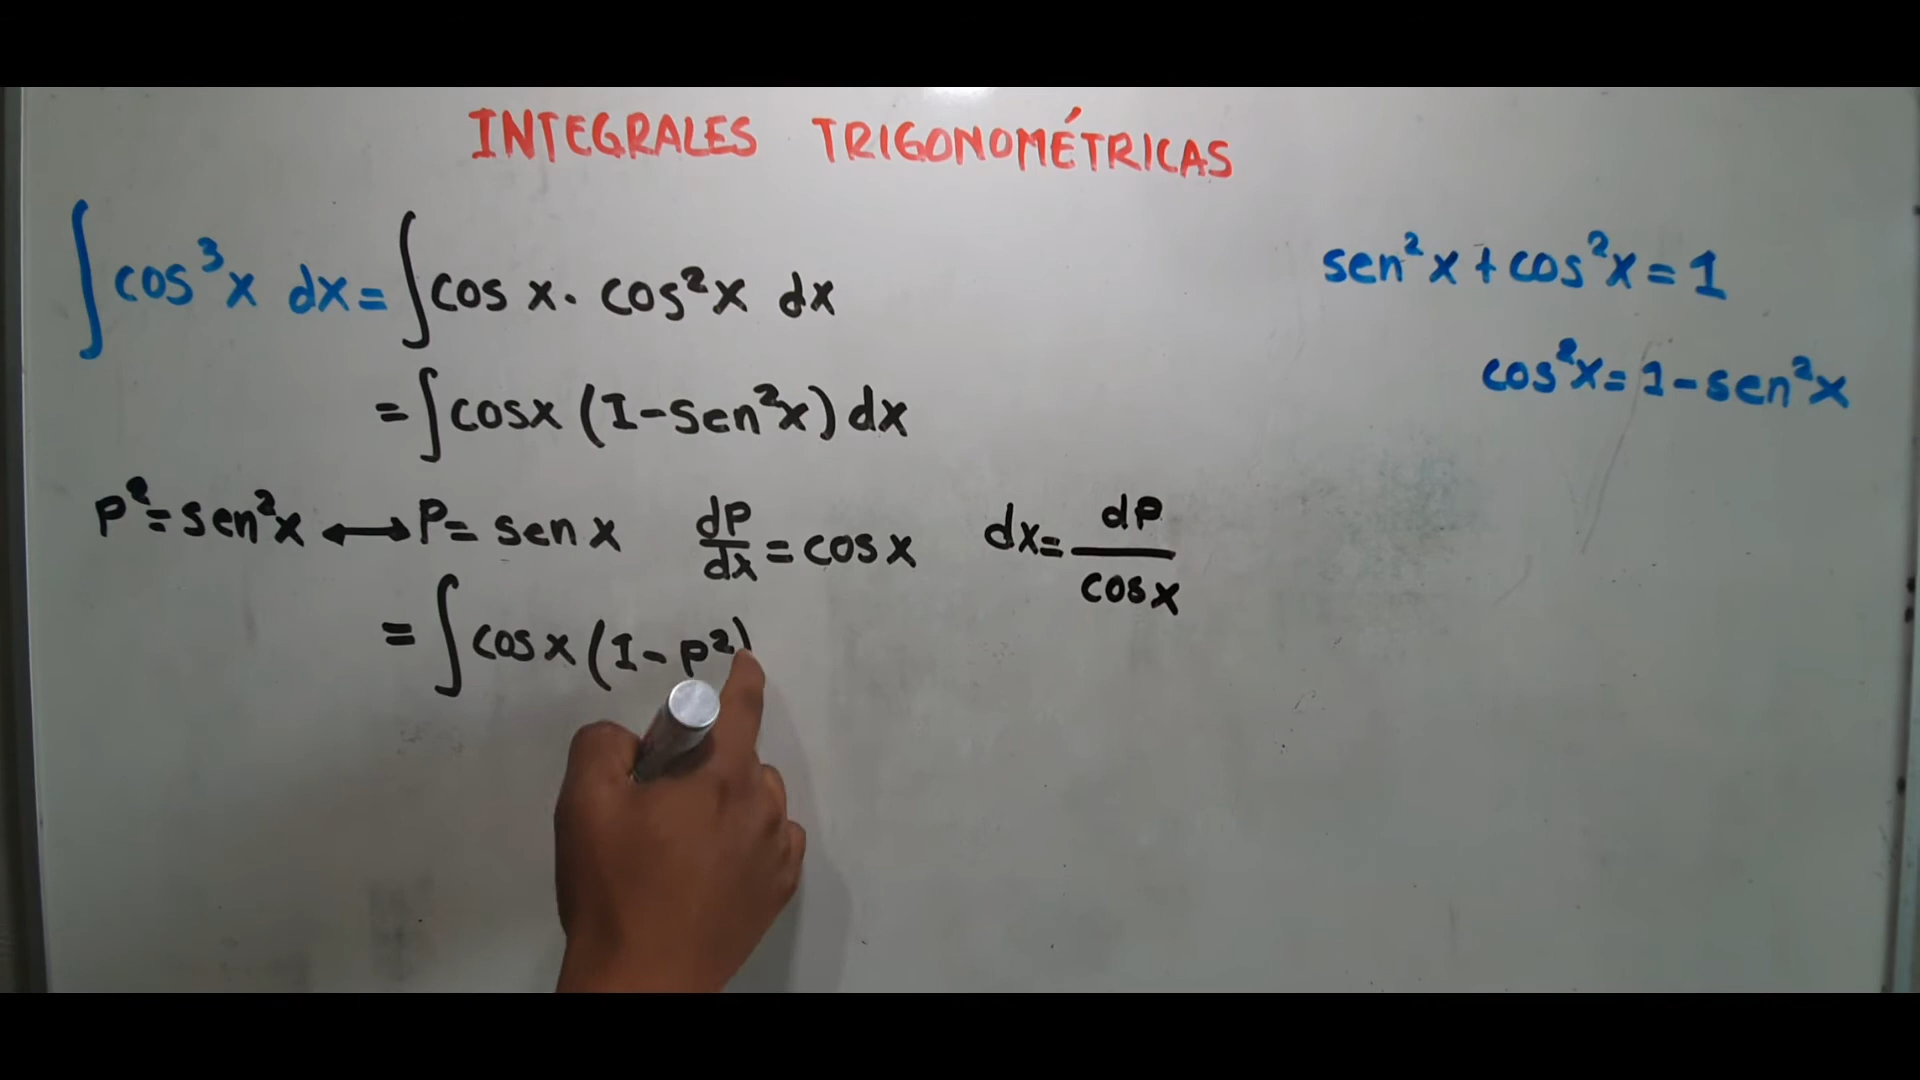 INTEGRALES TRIGONOMÉTRICAS
∫cos³x dx = ∫cos x · cos²x dx
sen²x + cos²x = 1
cos²x = 1 - sen²x
= ∫cosx (1 - sen²x) dx
P² = sen²x ⟷ P = sen x dP/dx = cos x dx = dP/cos x
= ∫cos x (1 - P²)